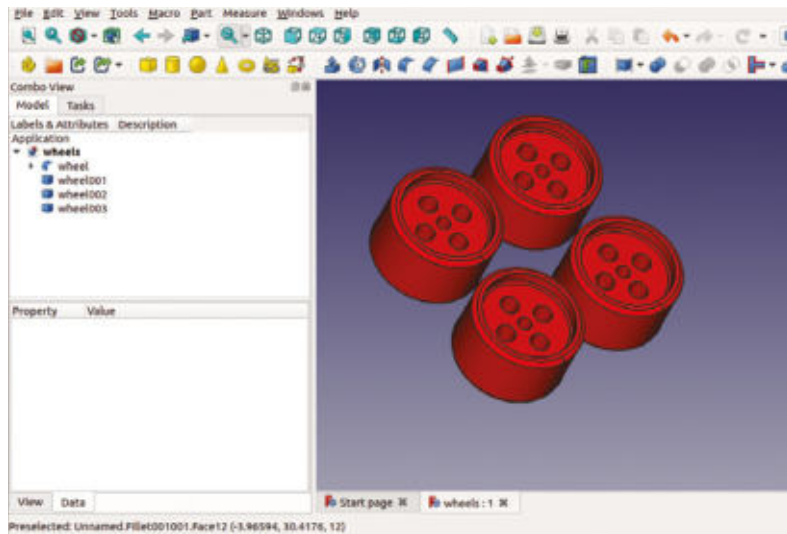 File Edit View Tools Macro Part Measure Windows Help
Combo View
Model Tasks
Labels & Attributes Description
Application
wheels
wheel
wheel001
wheel002
wheel003
Property Value
View Data
Start page wheels : 1
Preselected: Unnamed.Fillet001001.Face12 (-3.96594, 30.4176, 12)